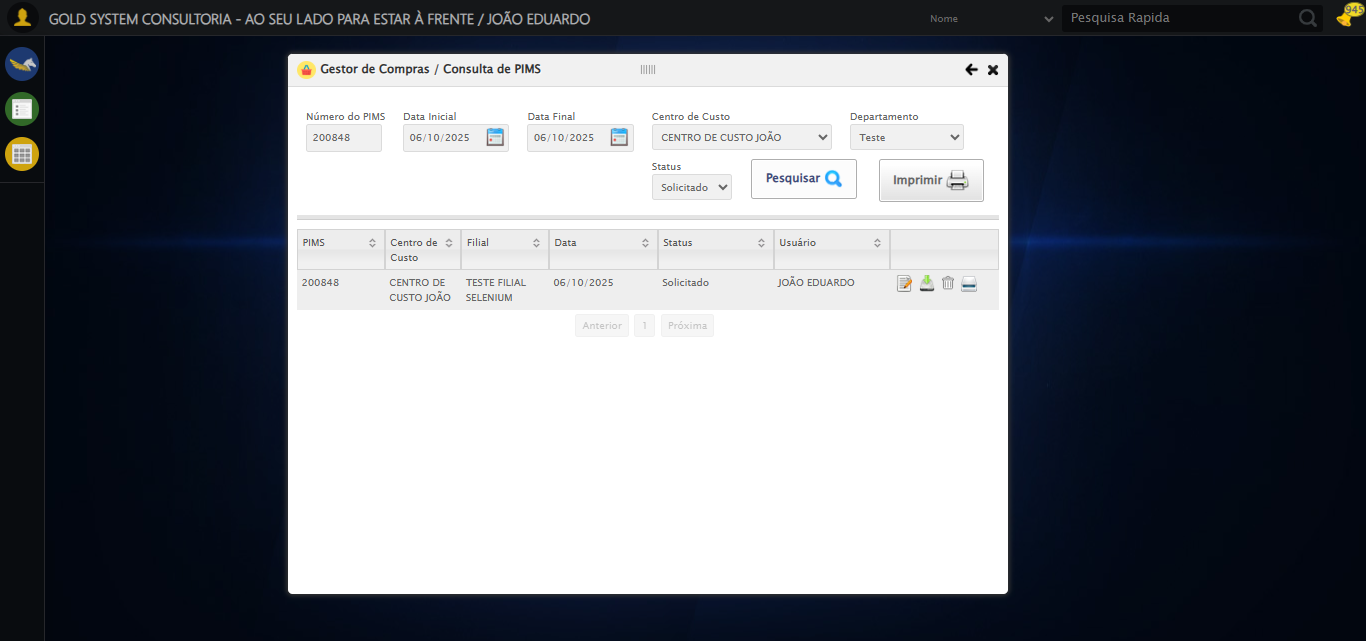 GOLD SYSTEM CONSULTORIA - AO SEU LADO PARA ESTAR À FRENTE / JOÃO EDUARDO
Nome
Pesquisa Rapida
945
Gestor de Compras / Consulta de PIMS
Número do PIMS
Data Inicial
Data Final
Centro de Custo
Departamento
200848
06/10/2025
06/10/2025
CENTRO DE CUSTO JOÃO
Teste
Status
Solicitado
Pesquisar
Imprimir
PIMS
Centro de
Custo
Filial
Data
Status
Usuário
200848
CENTRO DE
CUSTO JOÃO
TESTE FILIAL
SELENIUM
06/10/2025
Solicitado
JOÃO EDUARDO
Anterior
1
Próxima